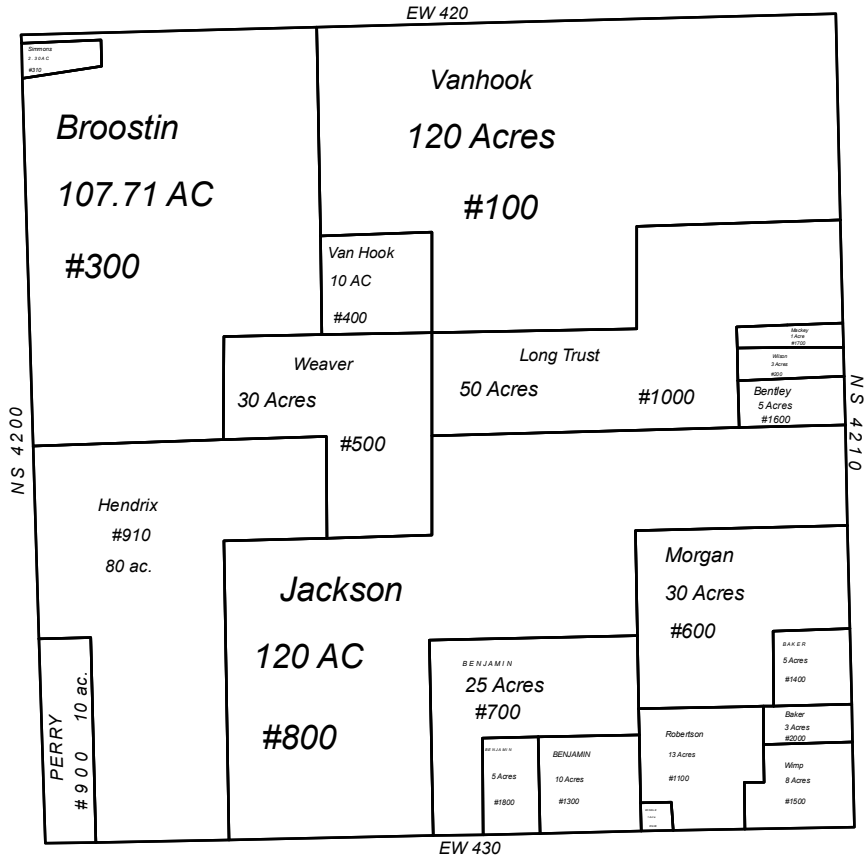 EW 420
Simmons
2.30AC
#310
Broostin
107.71 AC
#300
Vanhook
120 Acres
#100
Van Hook
10 AC
#400
Weaver
30 Acres
#500
Long Trust
50 Acres
#1000
Mackey
1 Acre
#1700
Wilson
3 Acres
#200
Bentley
5 Acres
#1600
NS 4200
NS 4210
Hendrix
#910
80 ac.
Jackson
120 AC
#800
Morgan
30 Acres
#600
BAKER
5 Acres
#1400
PERRY
#900 10 ac.
BENJAMIN
25 Acres
#700
BENJAMIN
5 Acres
#1800
BENJAMIN
10 Acres
#1300
Robertson
13 Acres
#1100
Baker
3 Acres
#2000
Wimp
8 Acres
#1500
EW 430